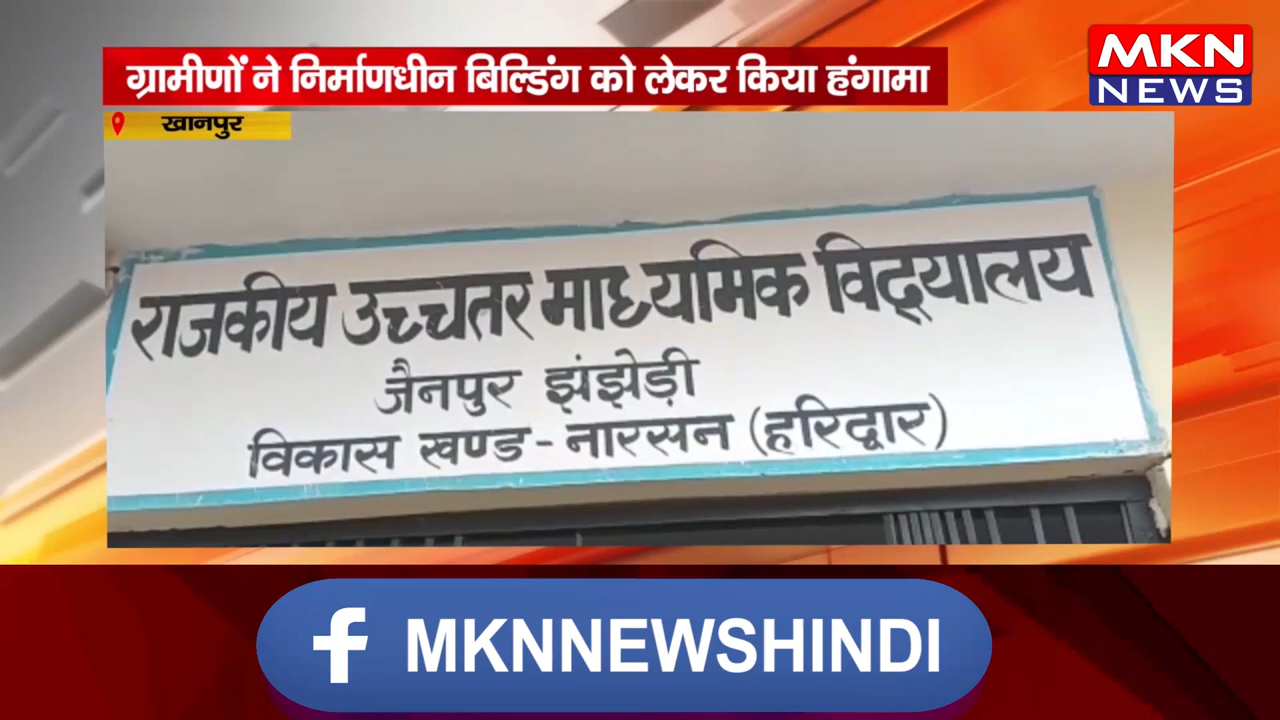 ग्रामीणों ने निर्माणधीन बिल्डिंग को लेकर किया हंगामा
MKN
NEWS
खानपुर
राजकीय उच्चतर माध्यमिक विद्यालय
जैनपुर झंझेड़ी
विकास खण्ड - नारसन (हरिद्वार)
f MKNNEWSHINDI